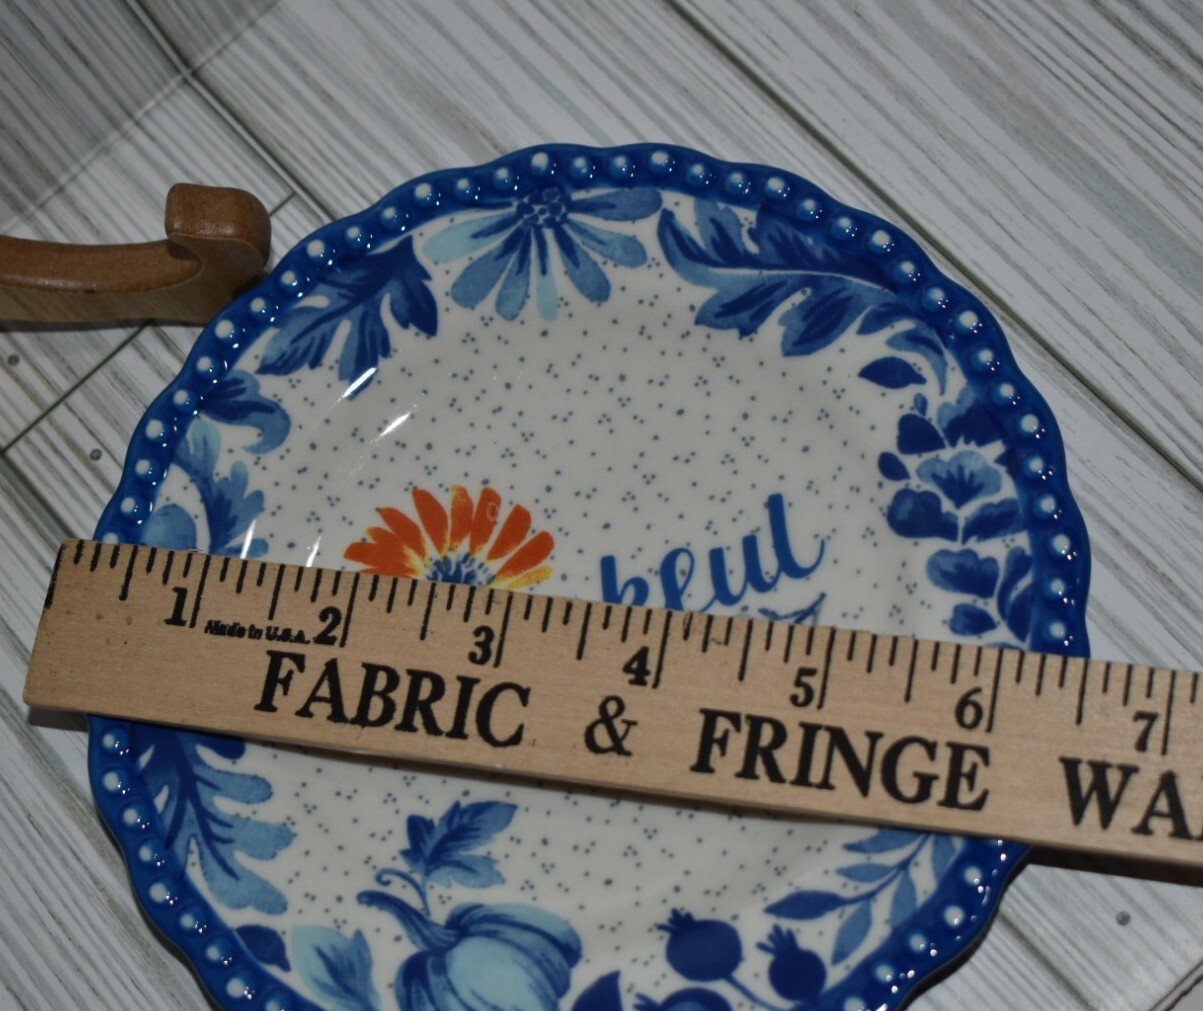 1 2 3 4 5 6 7
Made in U.S.A.
FABRIC & FRINGE WA